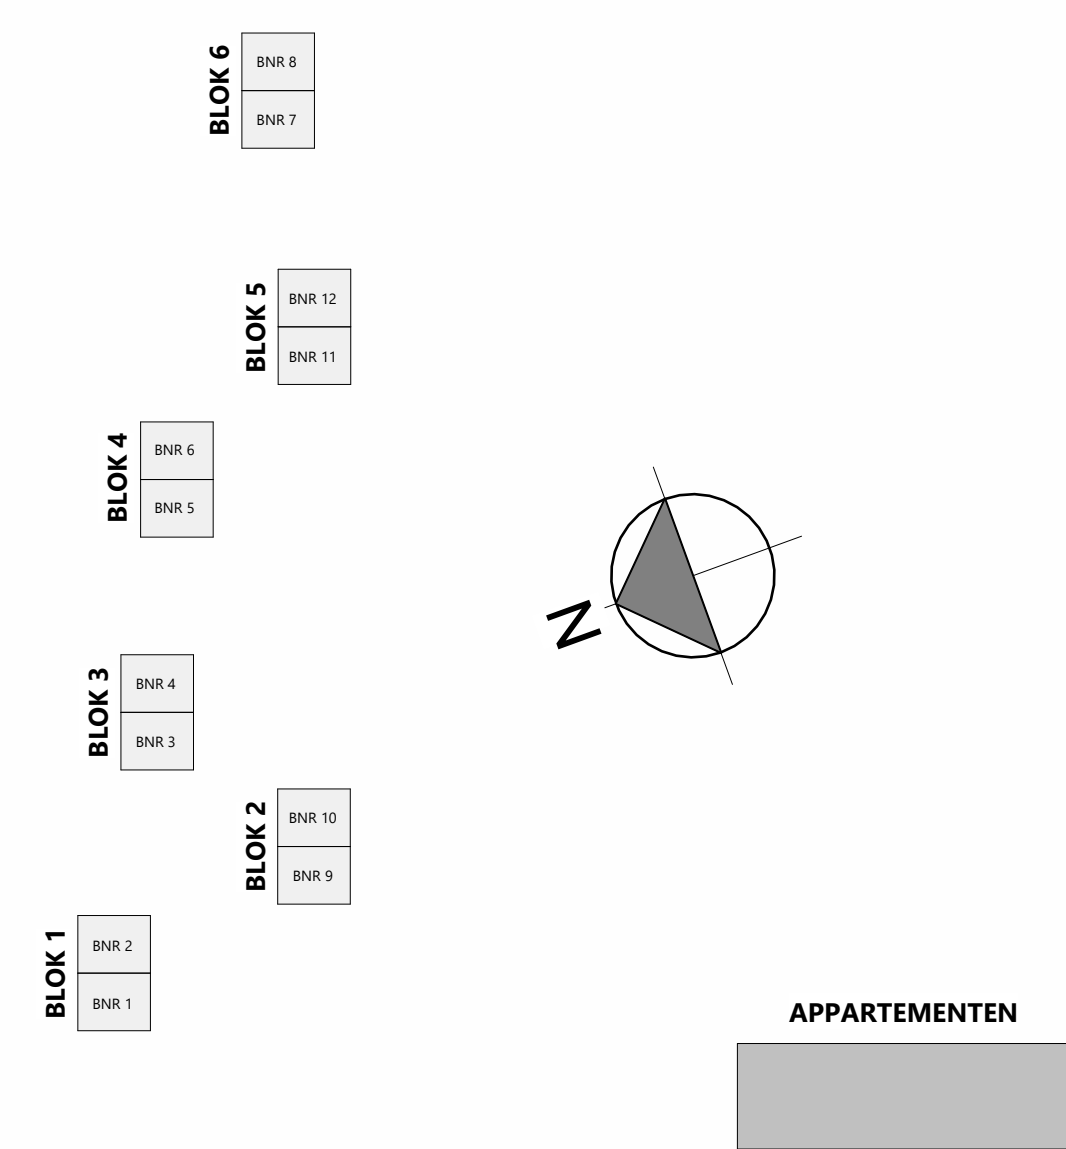 BLOK 6
BNR 8
BNR 7
BLOK 5
BNR 12
BNR 11
BLOK 4
BNR 6
BNR 5
N
BLOK 3
BNR 4
BNR 3
BLOK 2
BNR 10
BNR 9
BLOK 1
BNR 2
BNR 1
APPARTEMENTEN